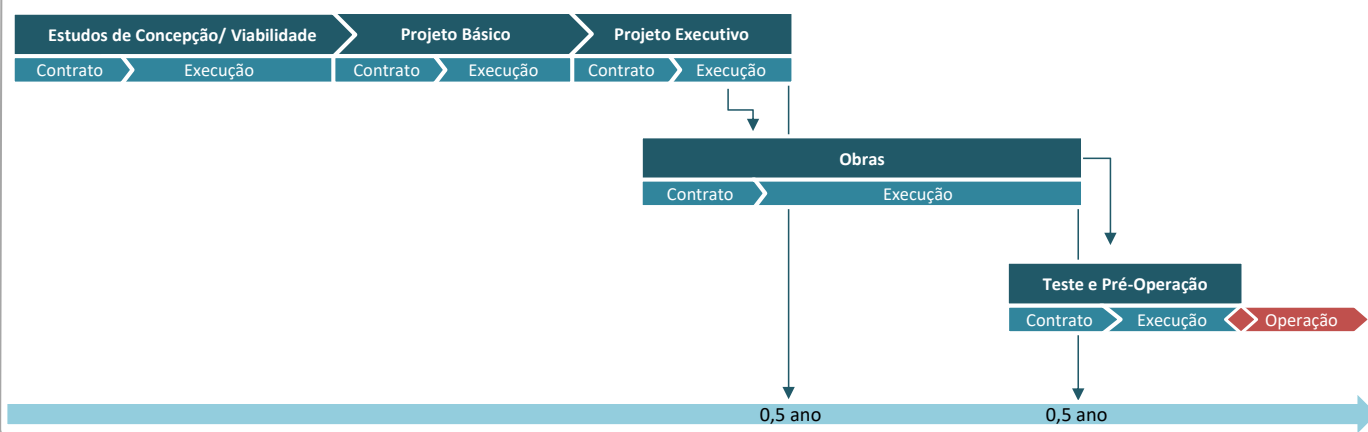 Estudos de Concepção/ Viabilidade
Projeto Básico
Projeto Executivo
Contrato
Execução
Contrato
Execução
Contrato
Execução
Obras
Contrato
Execução
Teste e Pré-Operação
Contrato
Execução
Operação
0,5 ano
0,5 ano